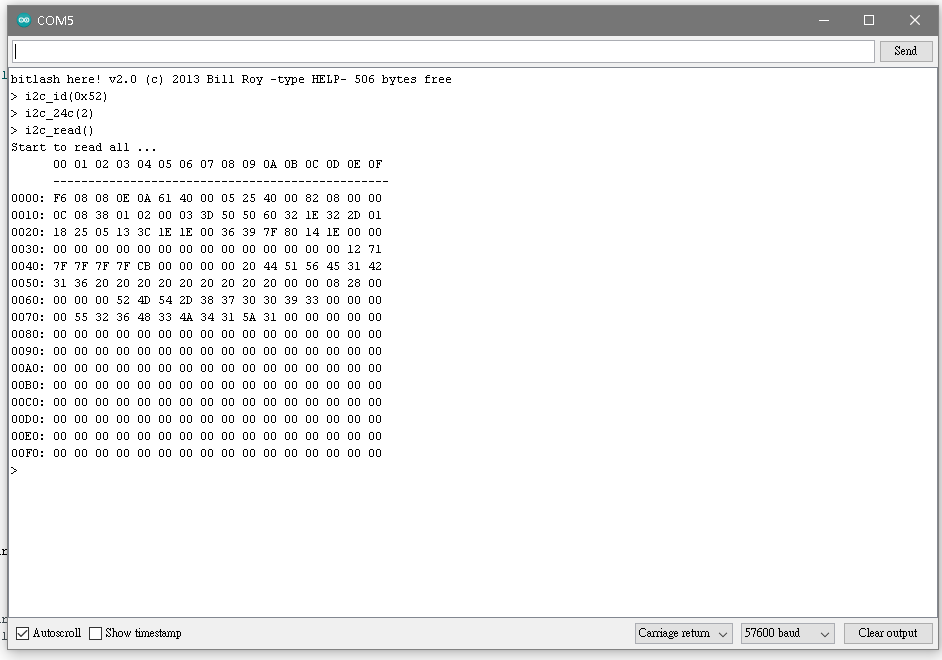 COM5
Send
bitlash here! v2.0 (c) 2013 Bill Roy -type HELP- 506 bytes free
> i2c_id(0x52)
> i2c_24c(2)
> i2c_read()
Start to read all ...
00 01 02 03 04 05 06 07 08 09 0A 0B 0C 0D 0E 0F
------------------------------------------------
0000: F6 08 08 0E 0A 61 40 00 05 25 40 00 82 08 00 00
0010: 0C 08 38 01 02 00 03 3D 50 50 60 32 1E 32 2D 01
0020: 18 25 05 13 3C 1E 1E 00 36 39 7F 80 14 1E 00 00
0030: 00 00 00 00 00 00 00 00 00 00 00 00 00 00 12 71
0040: 7F 7F 7F 7F CB 00 00 00 00 20 44 51 56 45 31 42
0050: 31 36 20 20 20 20 20 20 20 20 20 00 00 08 28 00
0060: 00 00 00 52 4D 54 2D 38 37 30 30 39 33 00 00 00
0070: 00 55 32 36 48 33 4A 34 31 5A 31 00 00 00 00 00
0080: 00 00 00 00 00 00 00 00 00 00 00 00 00 00 00 00
0090: 00 00 00 00 00 00 00 00 00 00 00 00 00 00 00 00
00A0: 00 00 00 00 00 00 00 00 00 00 00 00 00 00 00 00
00B0: 00 00 00 00 00 00 00 00 00 00 00 00 00 00 00 00
00C0: 00 00 00 00 00 00 00 00 00 00 00 00 00 00 00 00
00D0: 00 00 00 00 00 00 00 00 00 00 00 00 00 00 00 00
00E0: 00 00 00 00 00 00 00 00 00 00 00 00 00 00 00 00
00F0: 00 00 00 00 00 00 00 00 00 00 00 00 00 00 00 00
>
Autoscroll Show timestamp Carriage return 57600 baud Clear output